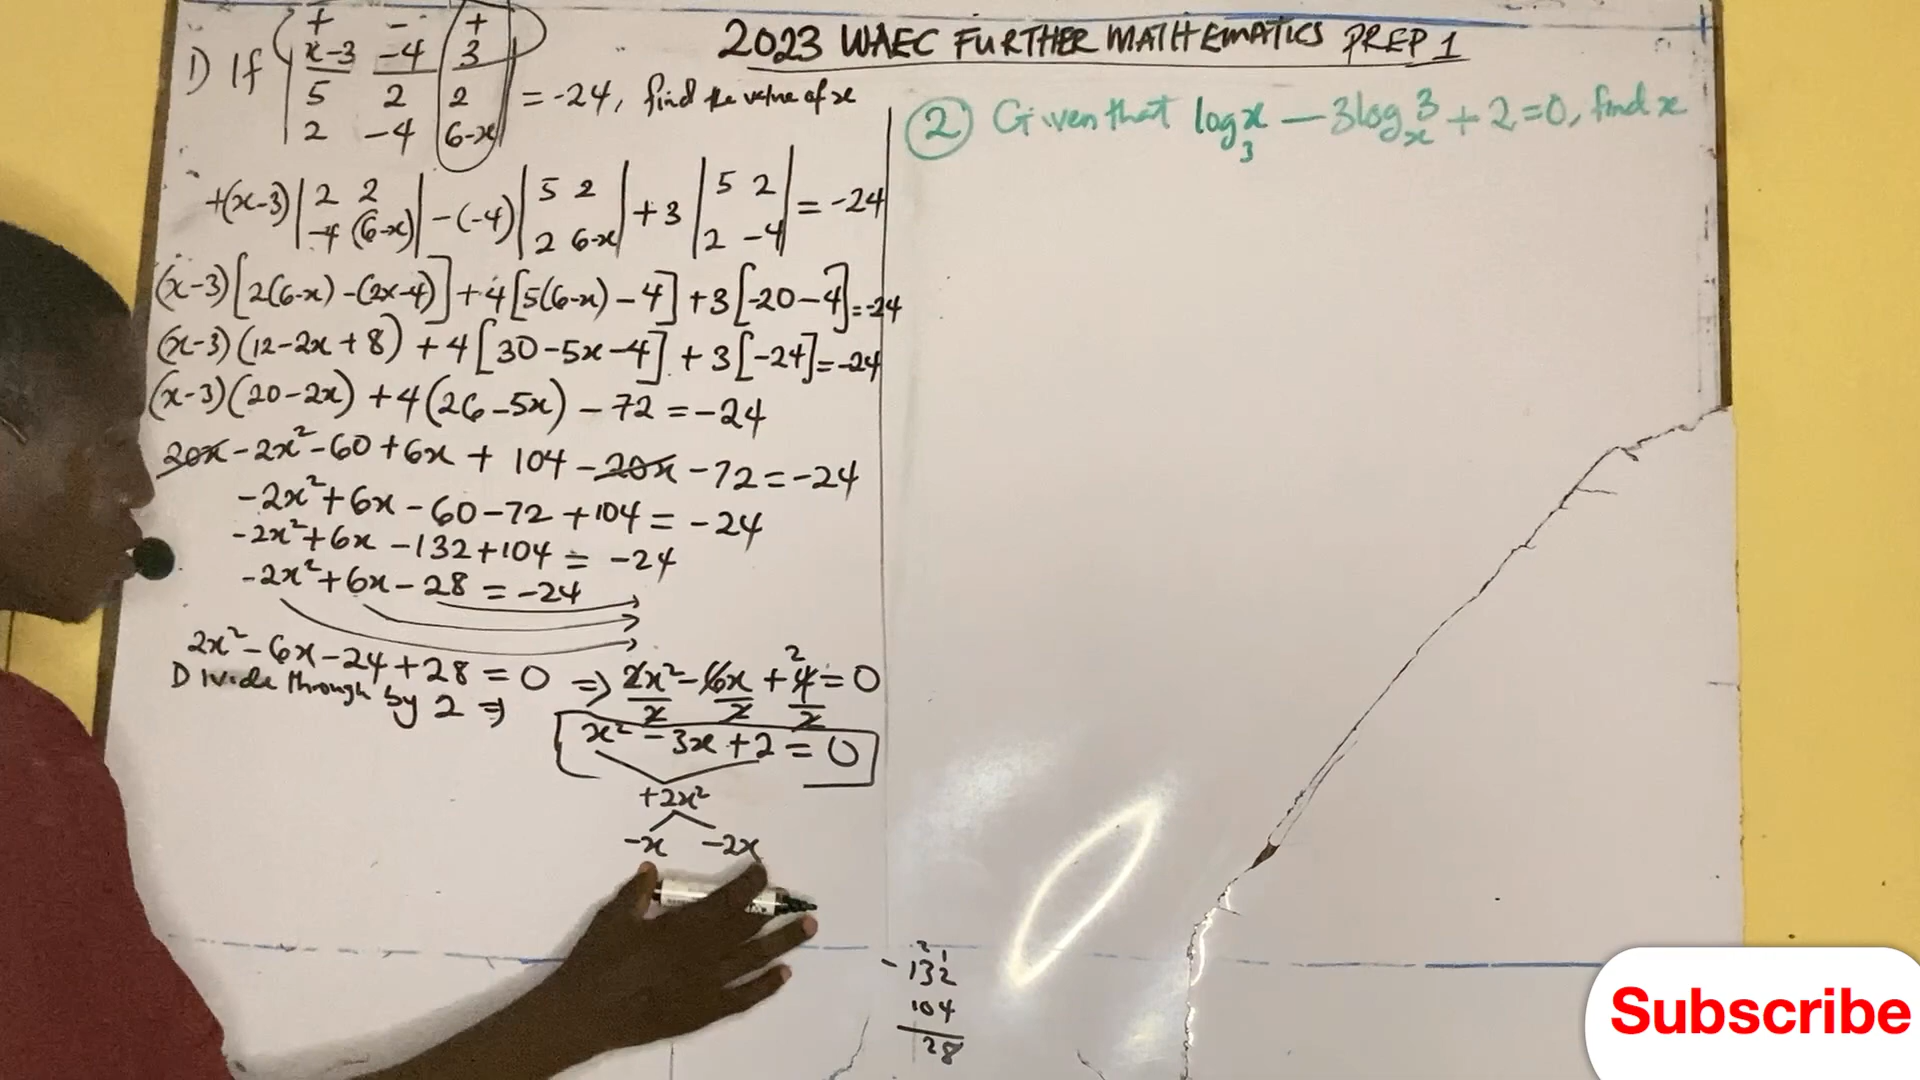 2023 WAEC FURTHER MATHEMATICS PREP 1
+ - +
1) If | x-3 -4 3 |
| 5 2 2 | = -24, find the value of x
| 2 -4 6-x |
+(x-3) | 2 2 | -(-4) | 5 2 | + 3 | 5 2 | = -24
| -4 (6-x) | | 2 6-x | | 2 -4 |
(x-3)[2(6-x) -(2x-4)] + 4[5(6-x) - 4] + 3[-20-4] = -24
(x-3)(12-2x+8) + 4[30-5x-4] + 3[-24] = -24
(x-3)(20-2x) + 4(26-5x) - 72 = -24
20x - 2x² - 60 + 6x + 104 - 20x - 72 = -24
-2x² + 6x - 60 - 72 + 104 = -24
-2x² + 6x - 132 + 104 = -24
-2x² + 6x - 28 = -24
2x² - 6x - 24 + 28 = 0 => 2x² - 6x + 4 = 0
2
2 2 2
Divide through by 2 =>
x² - 3x + 2 = 0
+2x²
-x -2x
2 1
- 132
104
28
2 Given that log₃x - 3logₓ3 + 2 = 0, find x
Subscribe